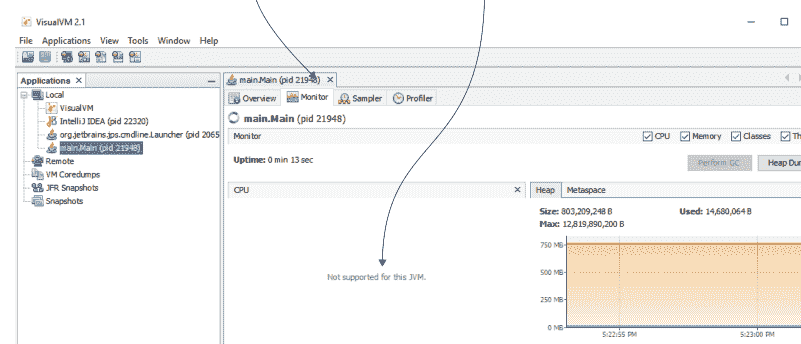 VisualVM 2.1
File Applications View Tools Window Help
Applications
main.Main (pid 21948)
Local
VisualVM
IntelliJ IDEA (pid 22320)
org.jetbrains.jps.cmdline.Launcher (pid 2065
main.Main (pid 21948)
Remote
VM Coredumps
JFR Snapshots
Snapshots
Overview Monitor Sampler Profiler
main.Main (pid 21948)
Monitor CPU Memory Classes Th
Uptime: 0 min 13 sec Perform GC Heap Dum
CPU Heap Metaspace
Size: 803,209,248 B Used: 14,680,064 B
Max: 12,819,890,200 B
Not supported for this JVM.
750 MB
500 MB
250 MB
0 MB
5:22:55 PM 5:23:00 PM